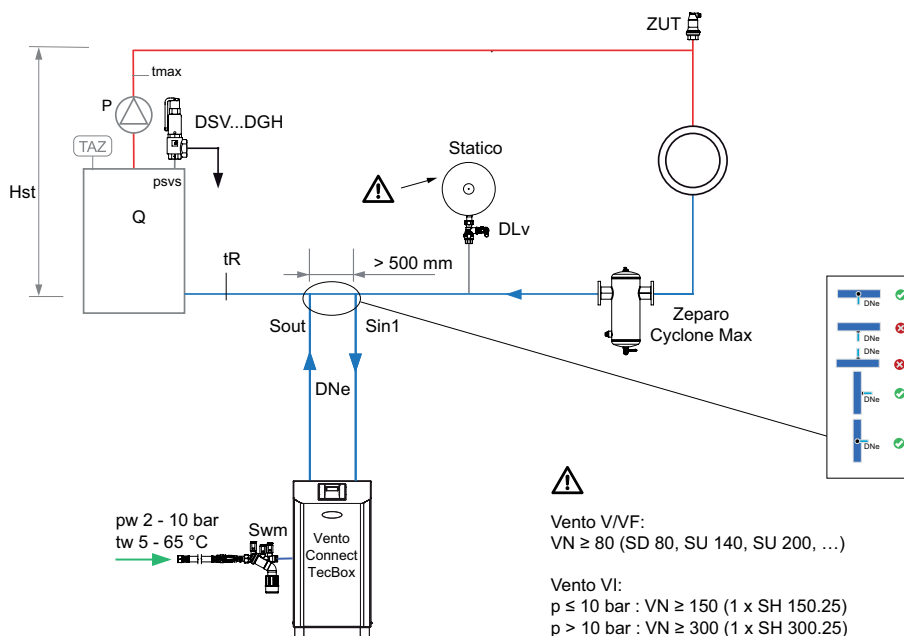 ZUT
tmax
P
DSV...DGH
TAZ
Statico
psvs
Hst
Q
DLv
tR
> 500 mm
Zeparo
Cyclone Max
Sout
Sin1
DNe
DNe
DNe
DNe
DNe
DNe
pw 2 - 10 bar
tw 5 - 65 °C
Swm
Vento
Connect
TecBox
Vento V/VF:
VN ≥ 80 (SD 80, SU 140, SU 200, …)
Vento VI:
p ≤ 10 bar : VN ≥ 150 (1 x SH 150.25)
p > 10 bar : VN ≥ 300 (1 x SH 300.25)